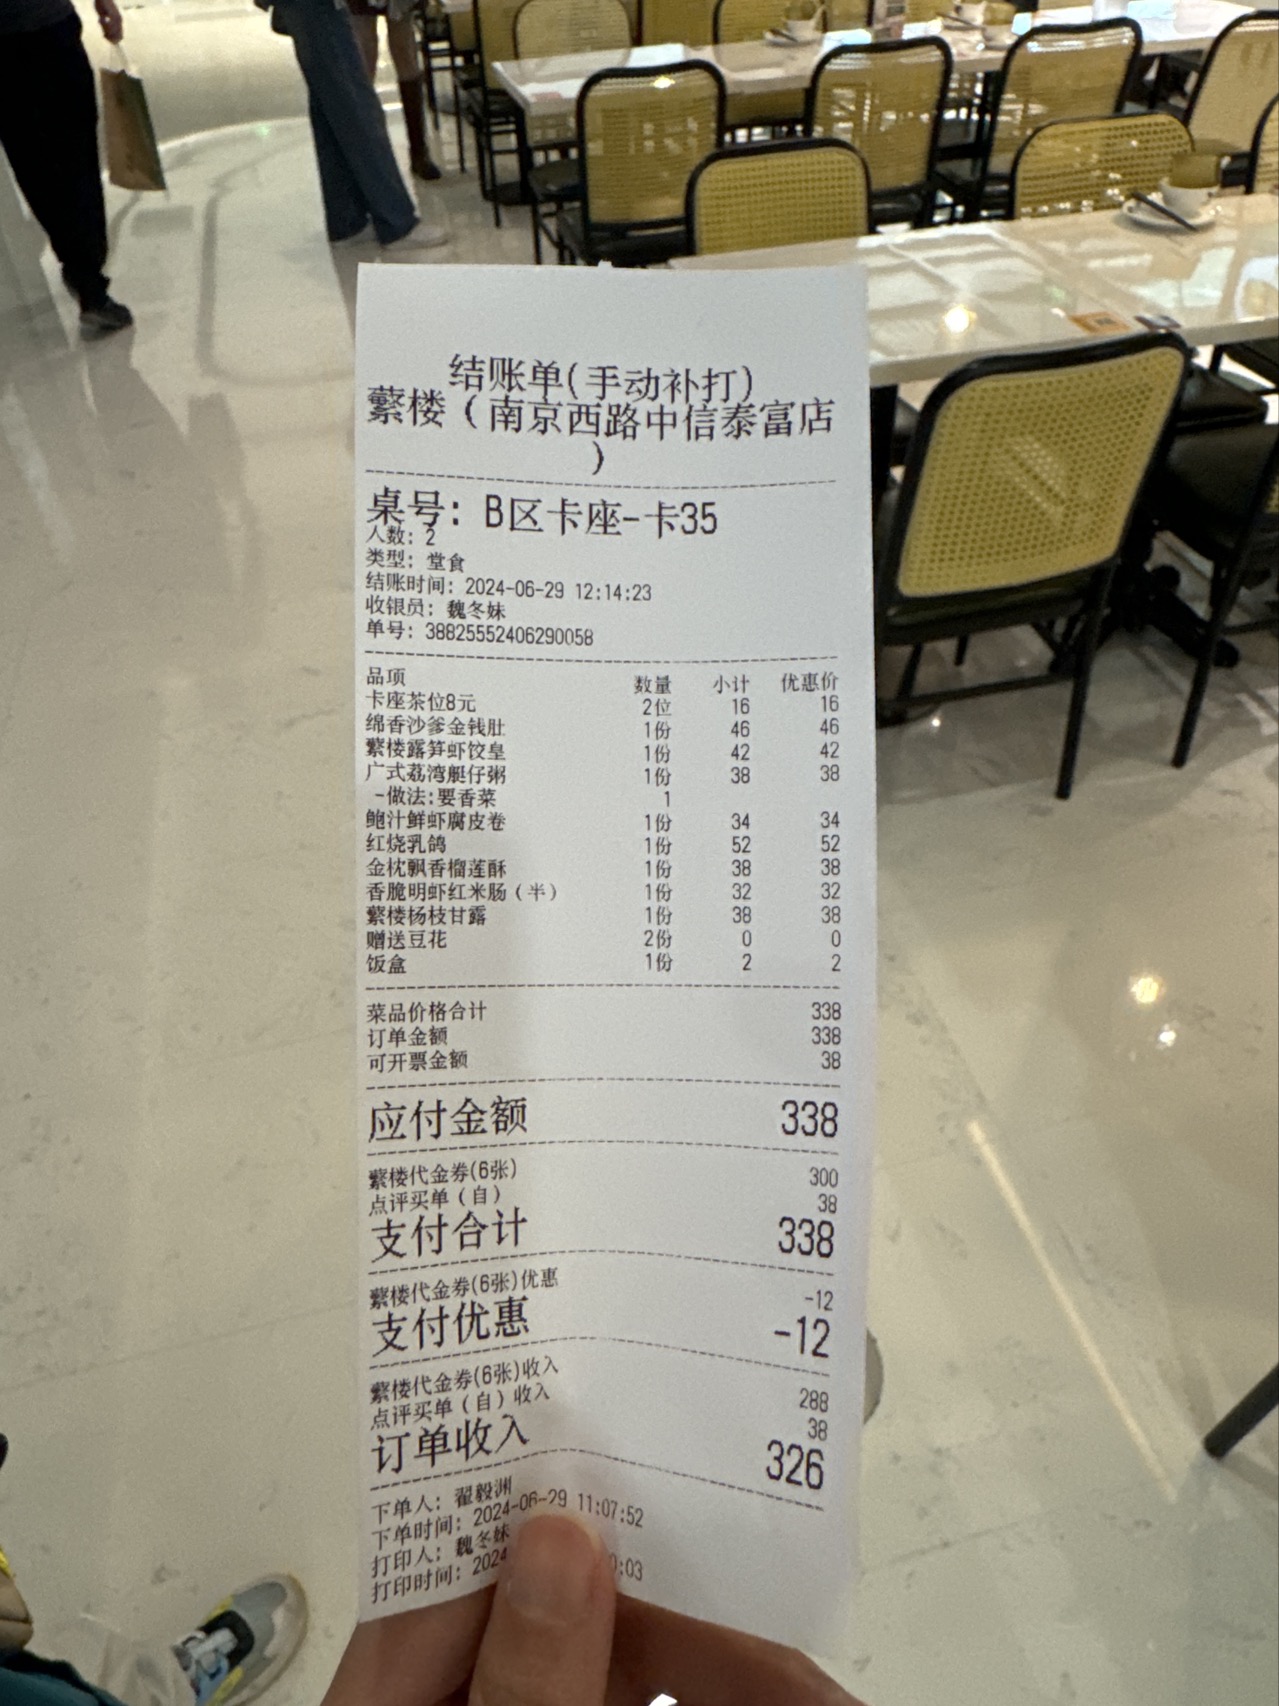 结账单(手动补打)
蘩楼（南京西路中信泰富店
）
桌号: B区卡座-卡35
人数: 2
类型: 堂食
结账时间: 2024-06-29 12:14:23
收银员: 魏冬妹
单号: 38825552406290058
品项 数量 小计 优惠价
卡座茶位8元 2位 16 16
绵香沙爹金钱肚 1份 46 46
蘩楼露笋虾饺皇 1份 42 42
广式荔湾艇仔粥 1份 38 38
-做法:要香菜 1
鲍汁鲜虾腐皮卷 1份 34 34
红烧乳鸽 1份 52 52
金枕飘香榴莲酥 1份 38 38
香脆明虾红米肠（半） 1份 32 32
蘩楼杨枝甘露 1份 38 38
赠送豆花 2份 0 0
饭盒 1份 2 2
菜品价格合计 338
订单金额 338
可开票金额 38
应付金额 338
蘩楼代金券(6张) 300
点评买单（自） 38
支付合计 338
蘩楼代金券(6张)优惠 -12
支付优惠 -12
蘩楼代金券(6张)收入 288
点评买单（自）收入 38
订单收入 326
下单人: 翟毅洲
下单时间: 2024-06-29 11:07:52
打印人: 魏冬妹
打印时间: 2024 :03